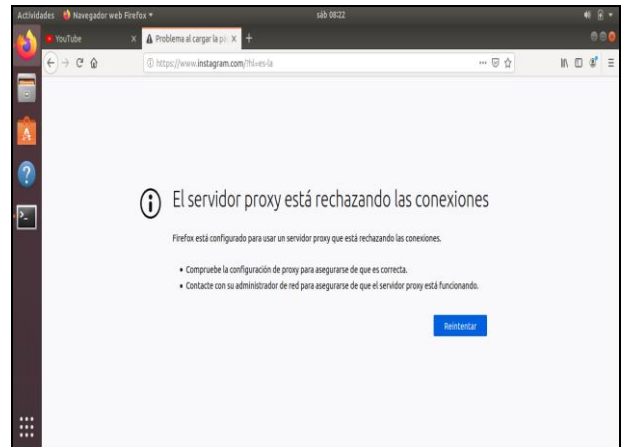 Actividades Navegador web Firefox sáb 08:22
YouTube Problema al cargar la pá
https://www.instagram.com/?hl=es-la
El servidor proxy está rechazando las conexiones
Firefox está configurado para usar un servidor proxy que está rechazando las conexiones.
Compruebe la configuración de proxy para asegurarse de que es correcta.
Contacte con su administrador de red para asegurarse de que el servidor proxy está funcionando.
Reintentar